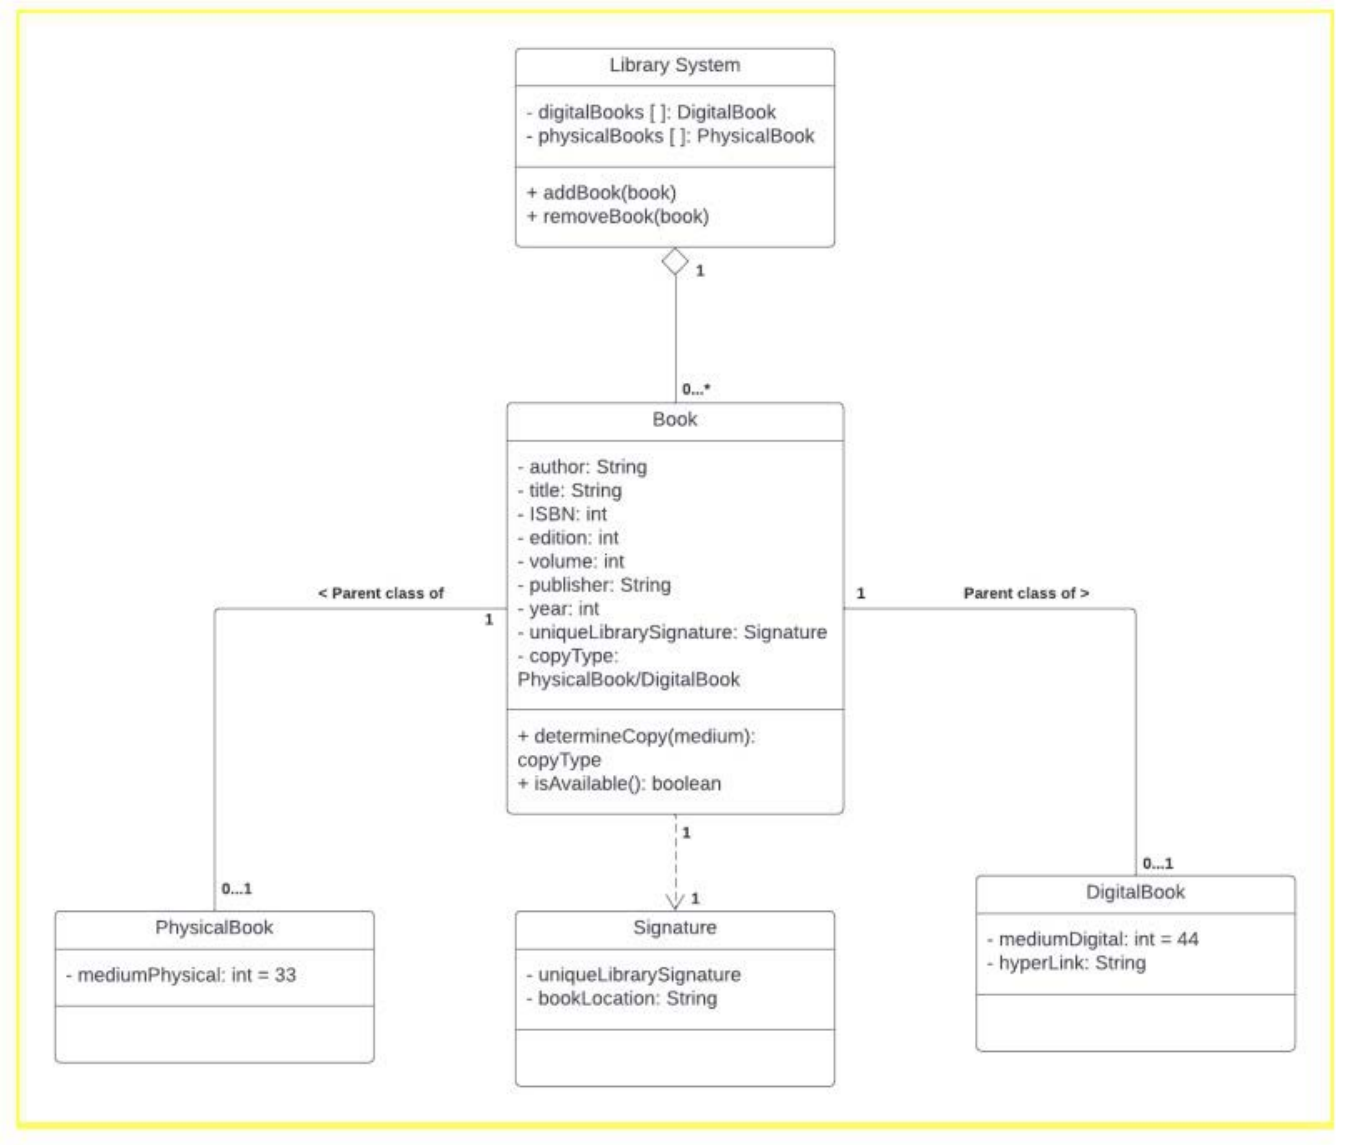 Library System
- digitalBooks [ ]: DigitalBook
- physicalBooks [ ]: PhysicalBook
+ addBook(book)
+ removeBook(book)
1
0...*
Book
- author: String
- title: String
- ISBN: int
- edition: int
- volume: int
- publisher: String
- year: int
- uniqueLibrarySignature: Signature
- copyType:
PhysicalBook/DigitalBook
+ determineCopy(medium):
copyType
+ isAvailable(): boolean
< Parent class of
1
1
Parent class of >
0...1
PhysicalBook
- mediumPhysical: int = 33
1
1
Signature
- uniqueLibrarySignature
- bookLocation: String
0...1
DigitalBook
- mediumDigital: int = 44
- hyperLink: String